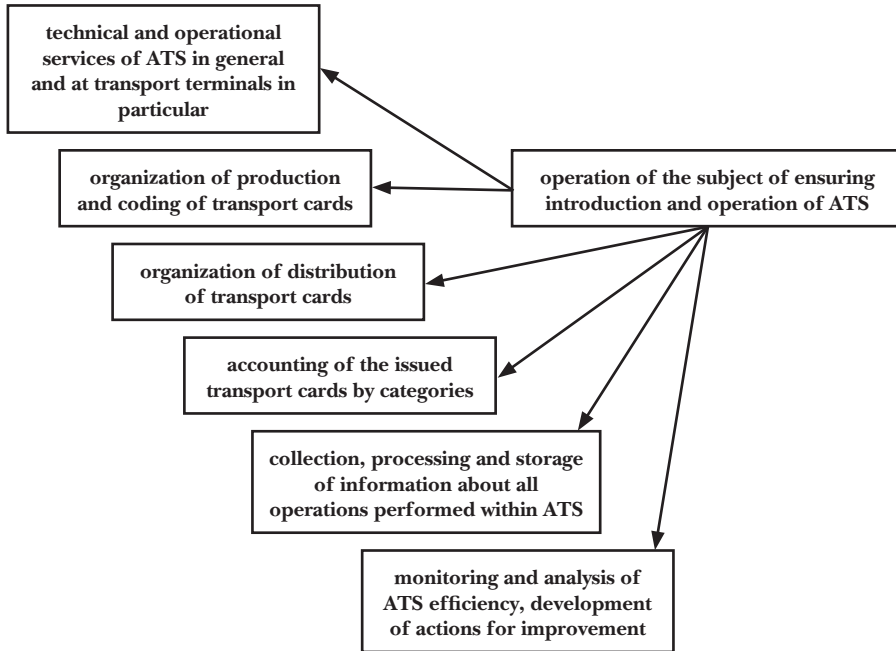 technical and operational
services of ATS in general
and at transport terminals in
particular
organization of production
and coding of transport cards
operation of the subject of ensuring
introduction and operation of ATS
organization of distribution
of transport cards
accounting of the issued
transport cards by categories
collection, processing and storage
of information about all
operations performed within ATS
monitoring and analysis of
ATS efficiency, development
of actions for improvement